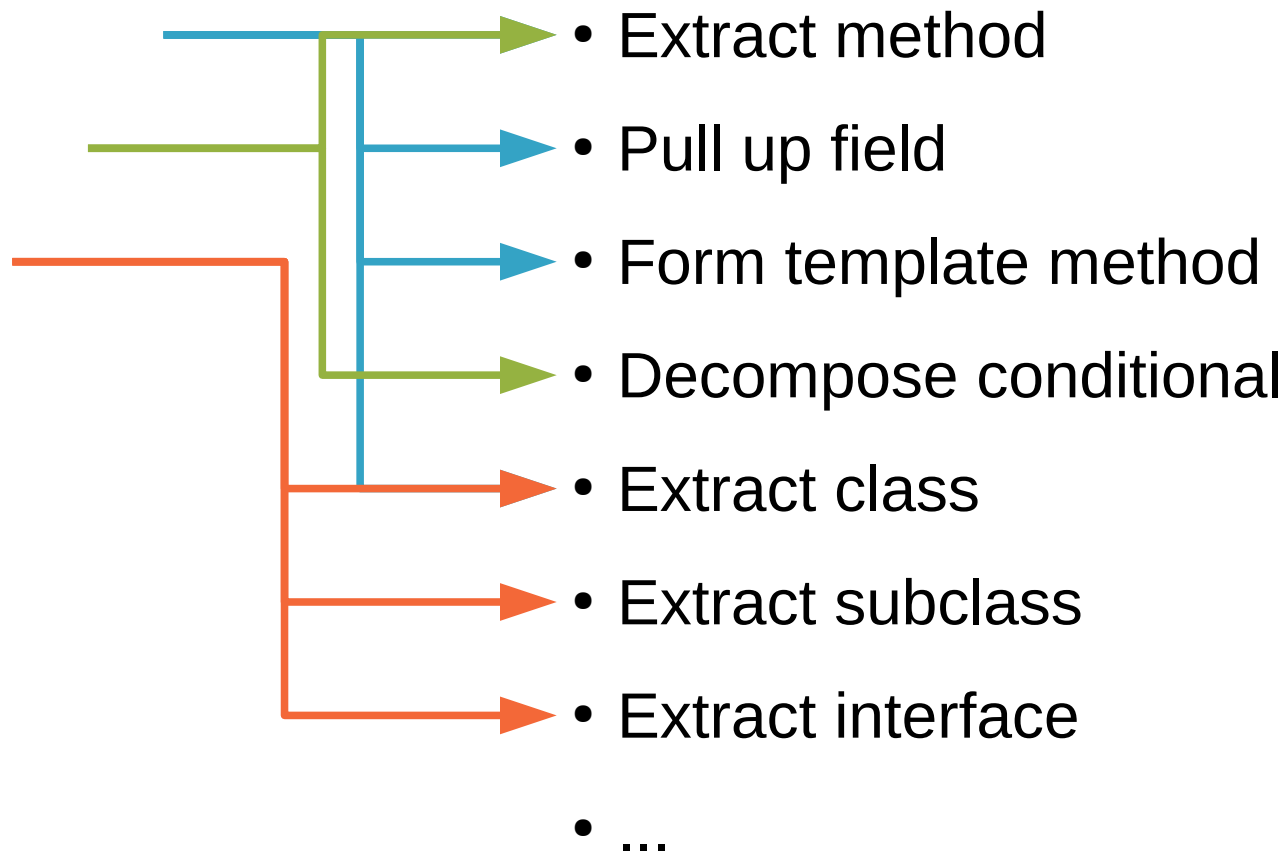 • Extract method
• Pull up field
• Form template method
• Decompose conditional
• Extract class
• Extract subclass
• Extract interface
• ...